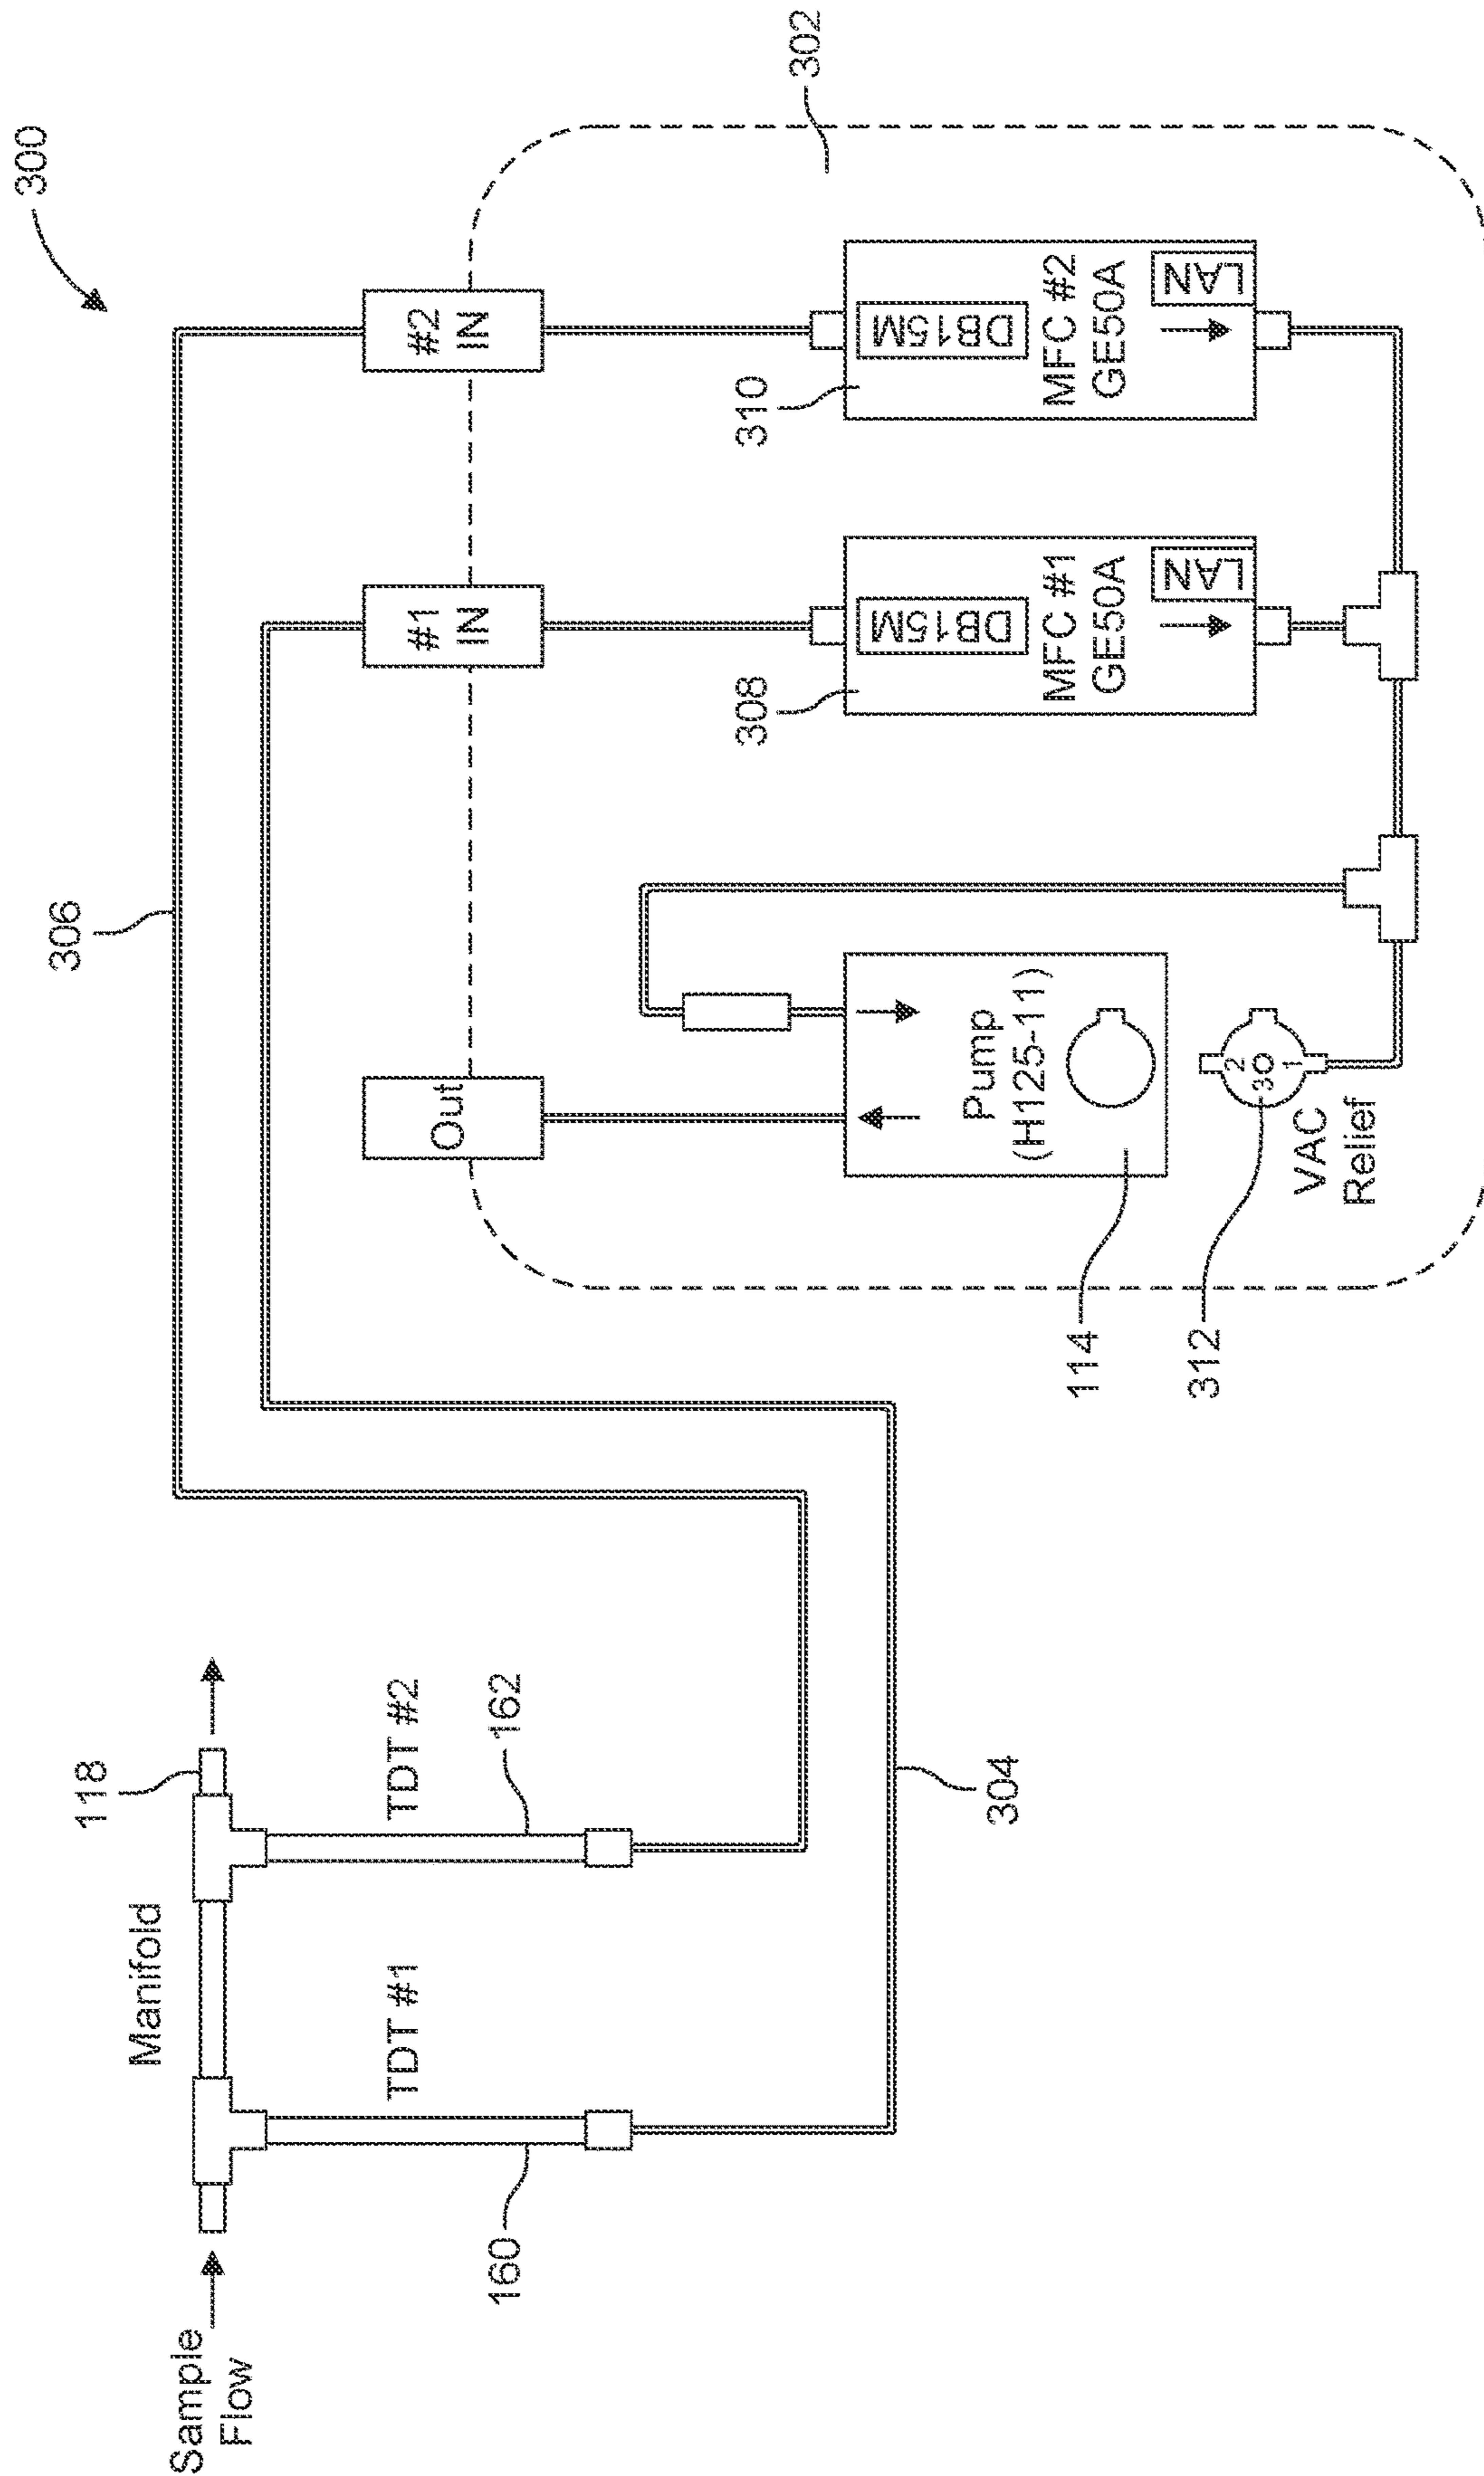 300
306
302
118
Manifold
Sample
Flow
TDT #1
TDT #2
160
162
304
Out
#1
IN
#2
IN
308
310
DB15M
MFC #1
GE50A
LAN
DB15M
MFC #2
GE50A
LAN
Pump
(H125-11)
114
2
3
1
VAC
Relief
312